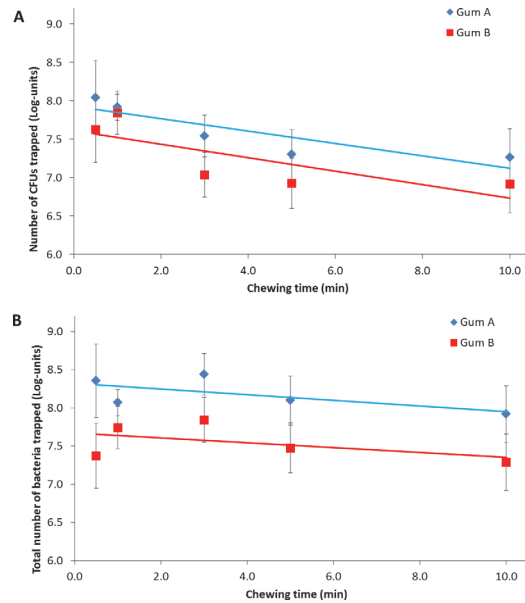 A
Gum A
Gum B
Number of CFUs trapped (Log-units)
9.0
8.5
8.0
7.5
7.0
6.5
6.0
0.0 2.0 4.0 6.0 8.0 10.0
Chewing time (min)
B
Gum A
Gum B
Total number of bacteria trapped (Log-units)
9.0
8.5
8.0
7.5
7.0
6.5
6.0
0.0 2.0 4.0 6.0 8.0 10.0
Chewing time (min)